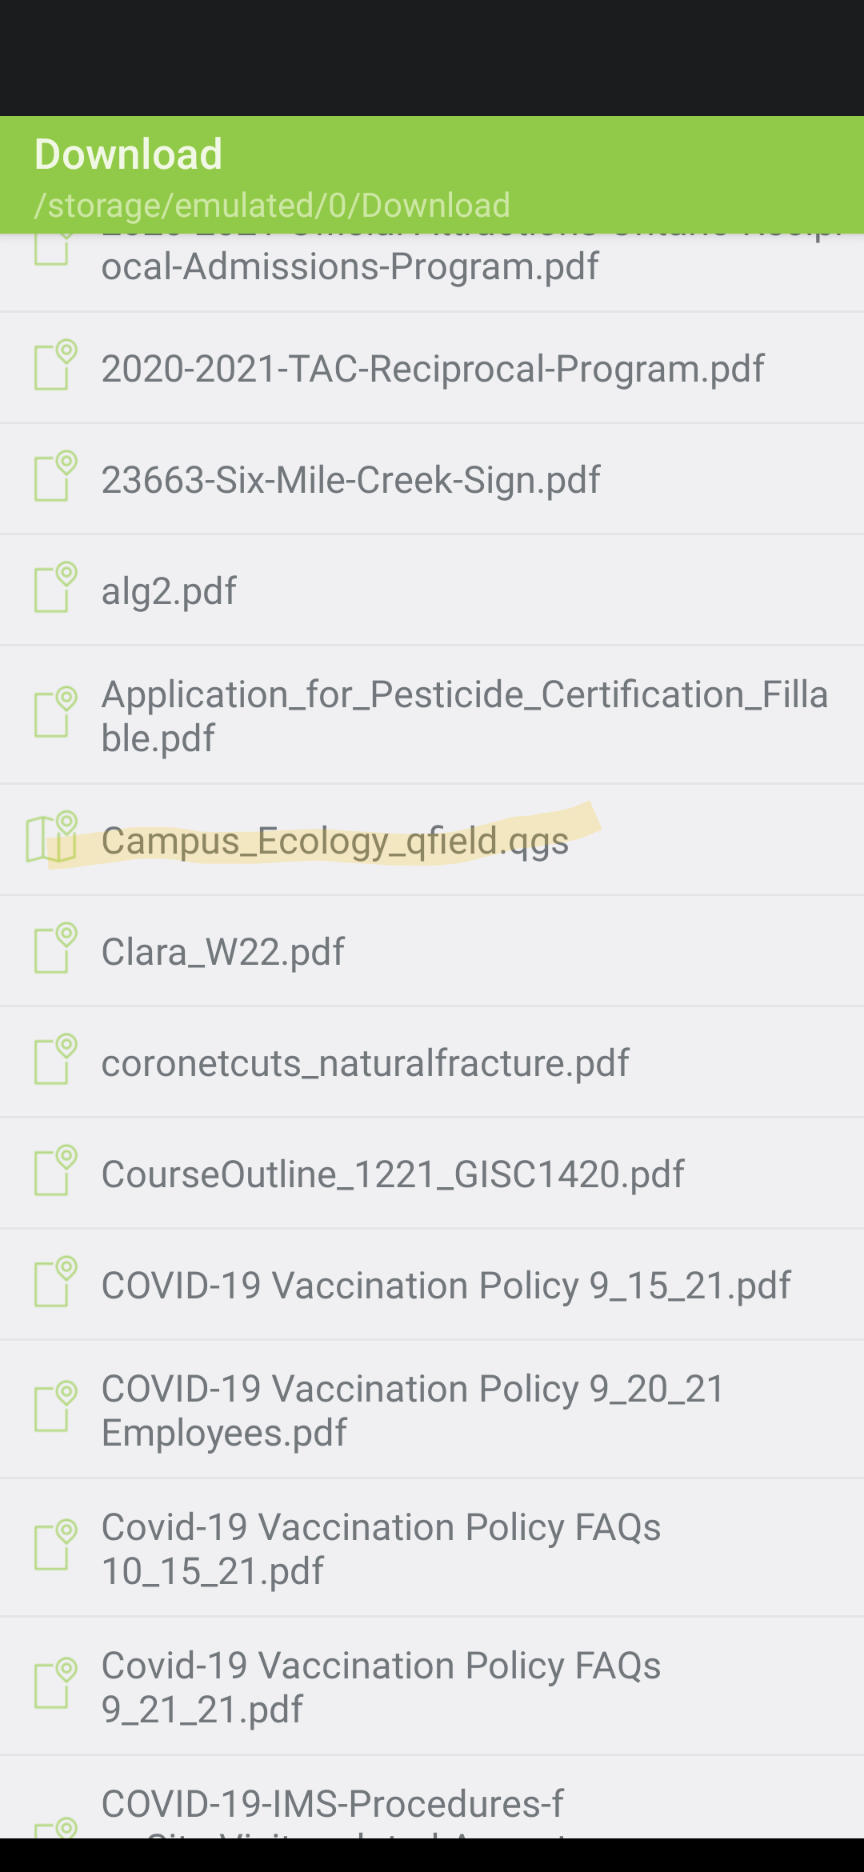 Download
/storage/emulated/0/Download
ocal-Admissions-Program.pdf
2020-2021-TAC-Reciprocal-Program.pdf
23663-Six-Mile-Creek-Sign.pdf
alg2.pdf
Application_for_Pesticide_Certification_Filla
ble.pdf
Campus_Ecology_qfield.qgs
Clara_W22.pdf
coronetcuts_naturalfracture.pdf
CourseOutline_1221_GISC1420.pdf
COVID-19 Vaccination Policy 9_15_21.pdf
COVID-19 Vaccination Policy 9_20_21
Employees.pdf
Covid-19 Vaccination Policy FAQs
10_15_21.pdf
Covid-19 Vaccination Policy FAQs
9_21_21.pdf
COVID-19-IMS-Procedures-f